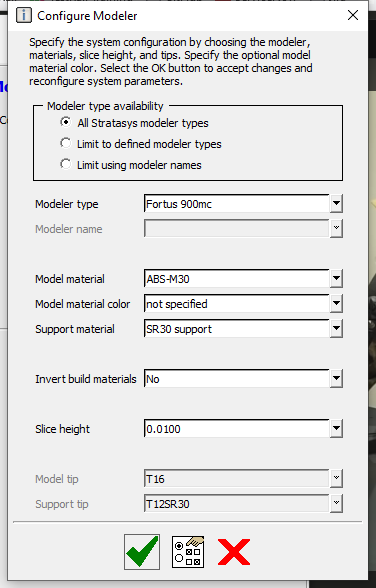 Configure Modeler
Specify the system configuration by choosing the modeler,
materials, slice height, and tips. Specify the optional model
material color. Select the OK button to accept changes and
reconfigure system parameters.
Modeler type availability
All Stratasys modeler types
Limit to defined modeler types
Limit using modeler names
Modeler type Fortus 900mc
Modeler name
Model material ABS-M30
Model material color not specified
Support material SR30 support
Invert build materials No
Slice height 0.0100
Model tip T16
Support tip T12SR30